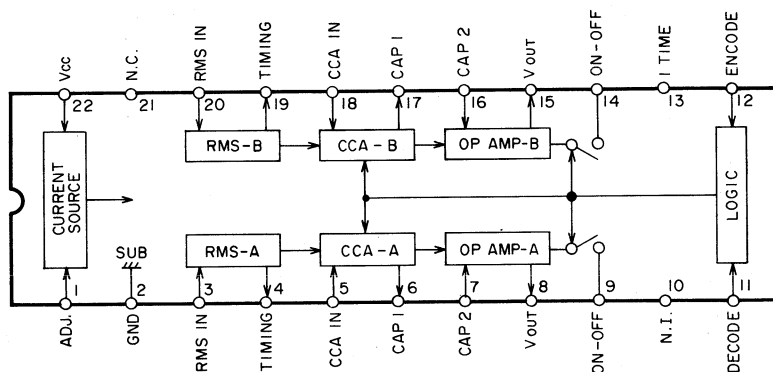 Vcc
N.C.
RMS IN
TIMING
CCA IN
CAP 1
CAP 2
Vout
ON-OFF
I TIME
ENCODE
22
21
20
19
18
17
16
15
14
13
12
CURRENT SOURCE
RMS-B
CCA-B
OP AMP-B
LOGIC
SUB
RMS-A
CCA-A
OP AMP-A
1
2
3
4
5
6
7
8
9
10
11
ADJ.
GND
RMS IN
TIMING
CCA IN
CAP 1
CAP 2
Vout
ON-OFF
N.I.
DECODE